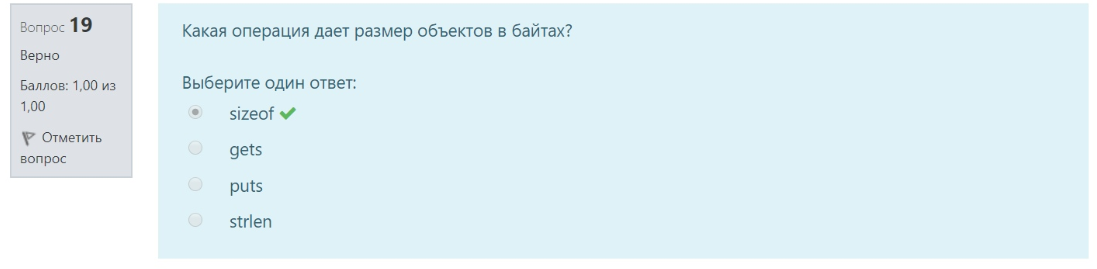 Вопрос 19
Верно
Баллов: 1,00 из
1,00
Отметить
вопрос
Какая операция дает размер объектов в байтах?
Выберите один ответ:
sizeof
gets
puts
strlen